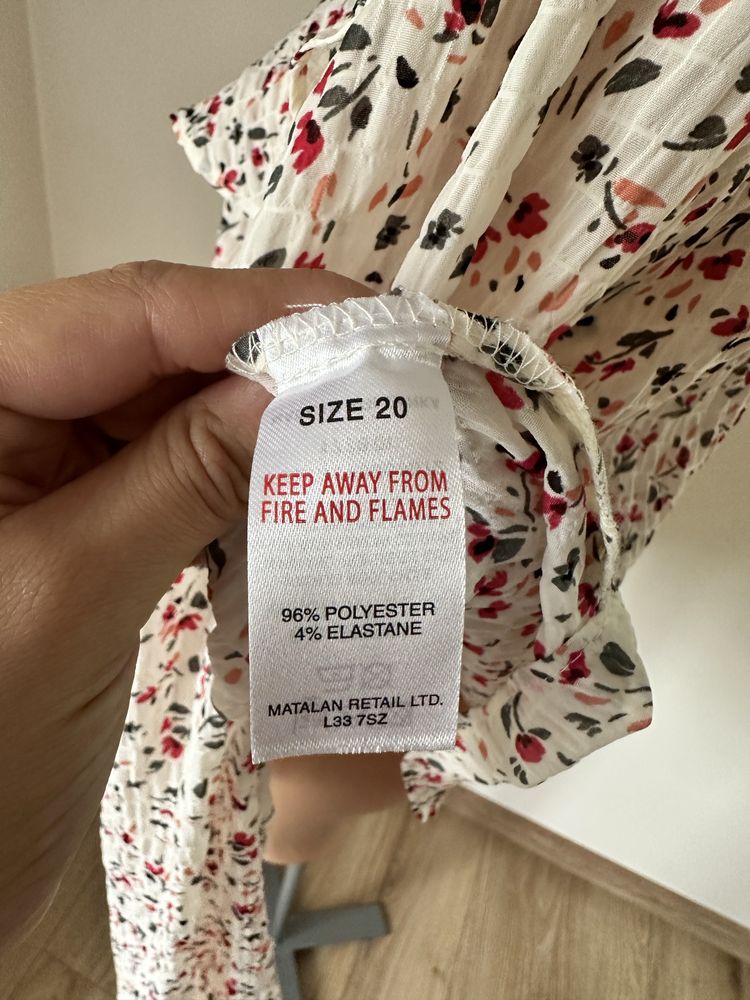 SIZE 20
KEEP AWAY FROM
FIRE AND FLAMES
96% POLYESTER
4% ELASTANE
MATALAN RETAIL LTD.
L33 7SZ